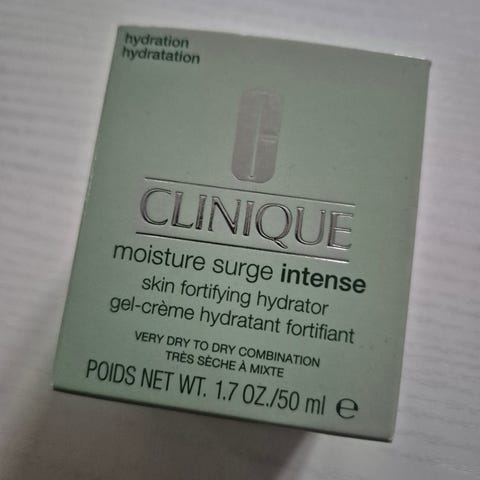 hydration
hydratation
CLINIQUE
moisture surge intense
skin fortifying hydrator
gel-crème hydratant fortifiant
VERY DRY TO DRY COMBINATION
TRÈS SÈCHE À MIXTE
POIDS NET WT. 1.7 OZ./50 ml ℮